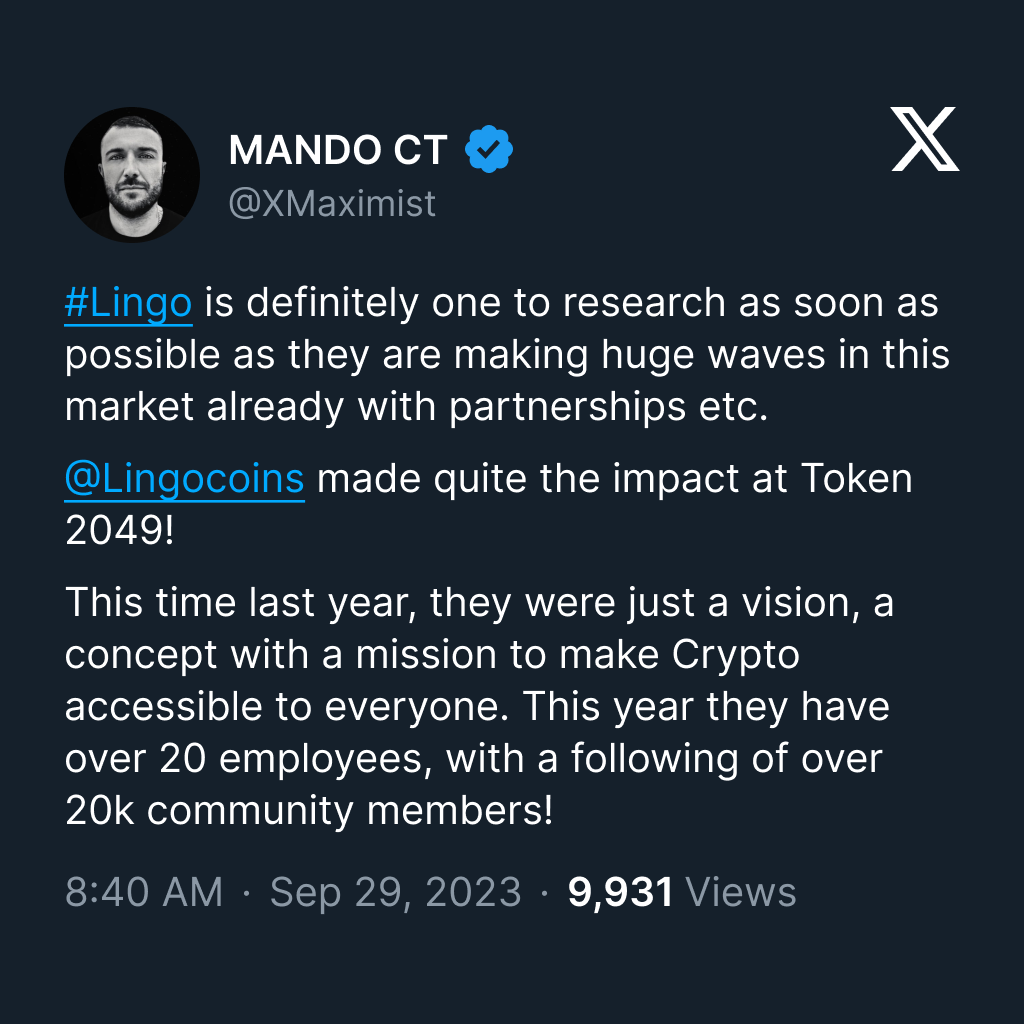 MANDO CT
@XMaximist
#Lingo is definitely one to research as soon as
possible as they are making huge waves in this
market already with partnerships etc.
@Lingocoins made quite the impact at Token
2049!
This time last year, they were just a vision, a
concept with a mission to make Crypto
accessible to everyone. This year they have
over 20 employees, with a following of over
20k community members!
8:40 AM · Sep 29, 2023 · 9,931 Views